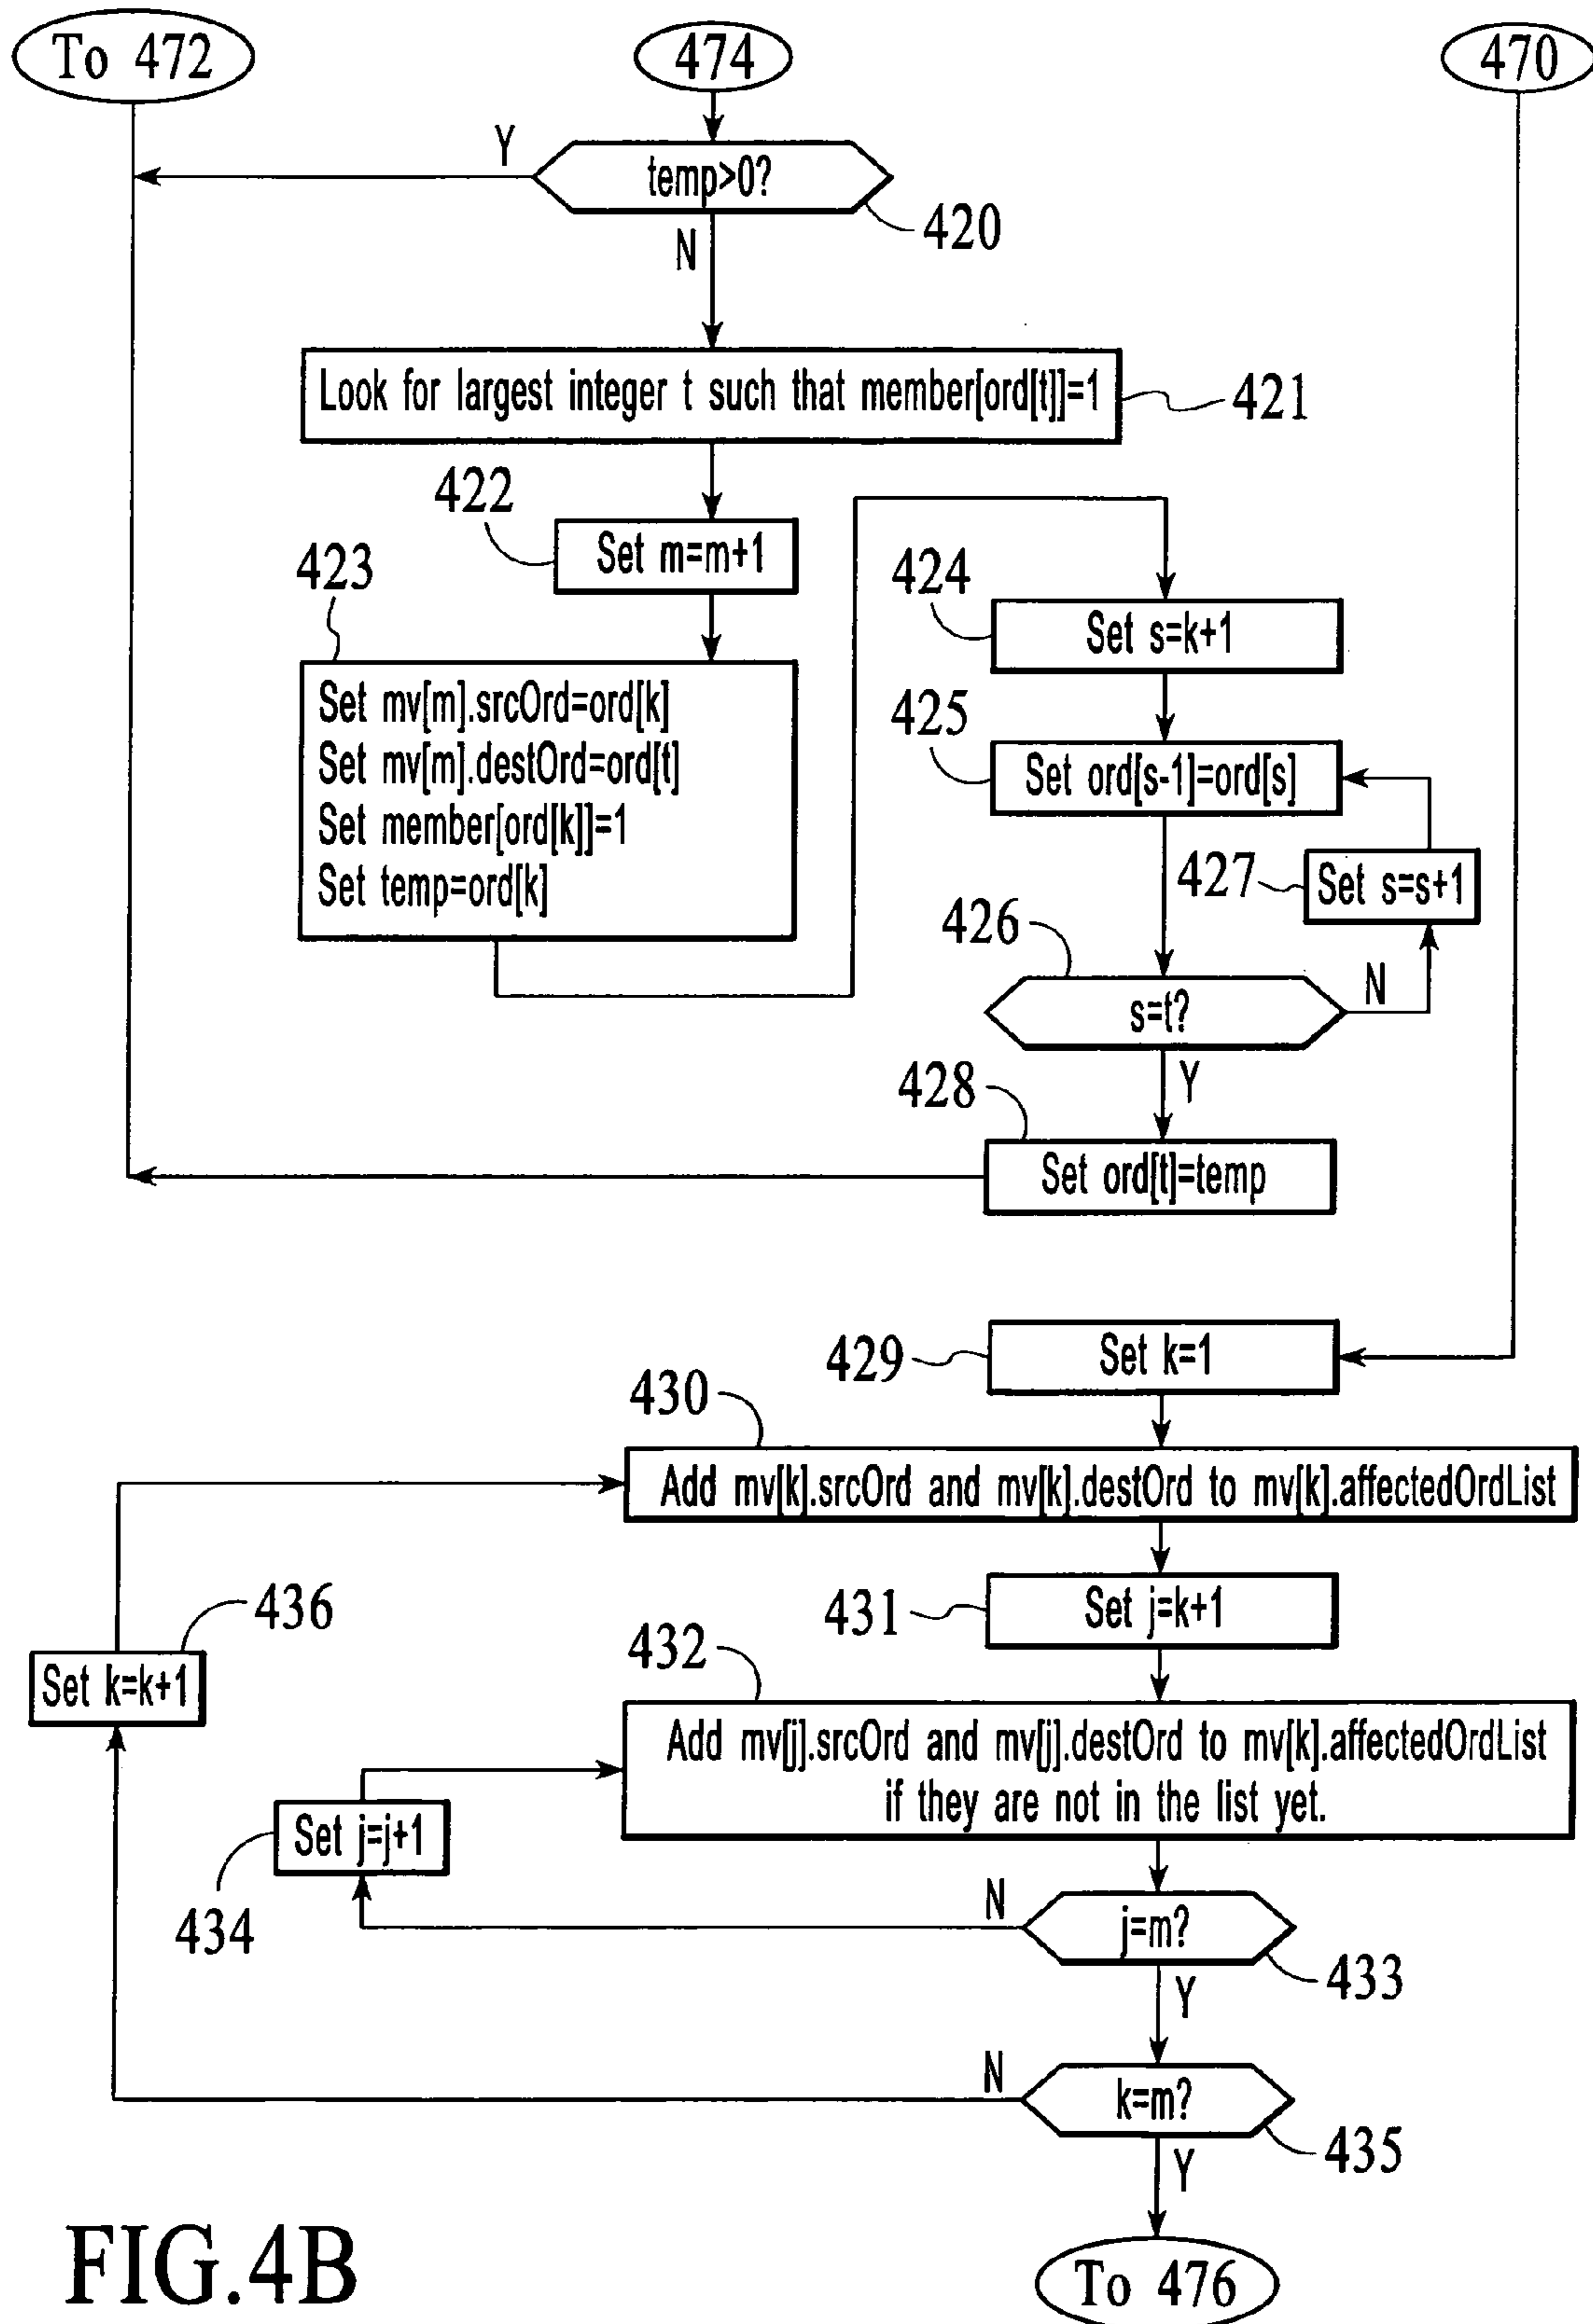 To 472
474
470
Y
temp>0?
420
N
Look for largest integer t such that member[ord[t]]=1
421
422
Set m=m+1
423
Set mv[m].srcOrd=ord[k]
Set mv[m].destOrd=ord[t]
Set member[ord[k]]=1
Set temp=ord[k]
424
Set s=k+1
425
Set ord[s-1]=ord[s]
427
Set s=s+1
426
s=t?
N
Y
428
Set ord[t]=temp
429
Set k=1
430
Add mv[k].srcOrd and mv[k].destOrd to mv[k].affectedOrdList
431
Set j=k+1
436
Set k=k+1
432
Add mv[j].srcOrd and mv[j].destOrd to mv[k].affectedOrdList
if they are not in the list yet.
Set j=j+1
434
N
j=m?
433
Y
N
k=m?
435
Y
To 476
FIG.4B